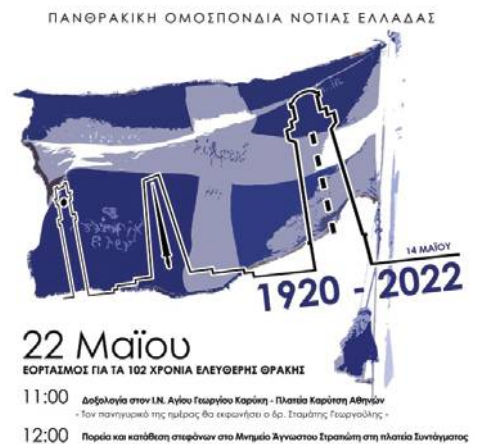 ΠΑΝΘΡΑΚΙΚΗ ΟΜΟΣΠΟΝΔΙΑ ΝΟΤΙΑΣ ΕΛΛΑΔΑΣ
14 ΜΑΪΟΥ
1920 - 2022
22 Μαΐου
ΕΟΡΤΑΣΜΟΣ ΓΙΑ ΤΑ 102 ΧΡΟΝΙΑ ΕΛΕΥΘΕΡΗΣ ΘΡΑΚΗΣ
11:00 Δοξολογία στον Ι.Ν. Αγίου Γεωργίου Καρύκη - Πλατεία Καρύτση Αθηνών
- Τον πανηγυρικό της ημέρας θα εκφωνήσει ο δρ. Σταμάτης Γεωργούλης -
12:00 Πορεία και κατάθεση στεφάνων στο Μνημείο Άγνωστου Στρατιώτη στη πλατεία Συντάγματος